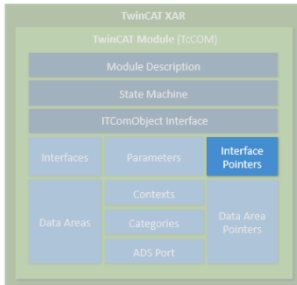 TwinCAT XAR
TwinCAT Module (TcCOM)
Module Description
State Machine
ITComObject Interface
Interfaces
Parameters
Interface
Pointers
Data Areas
Contexts
Categories
ADS Port
Data Area
Pointers